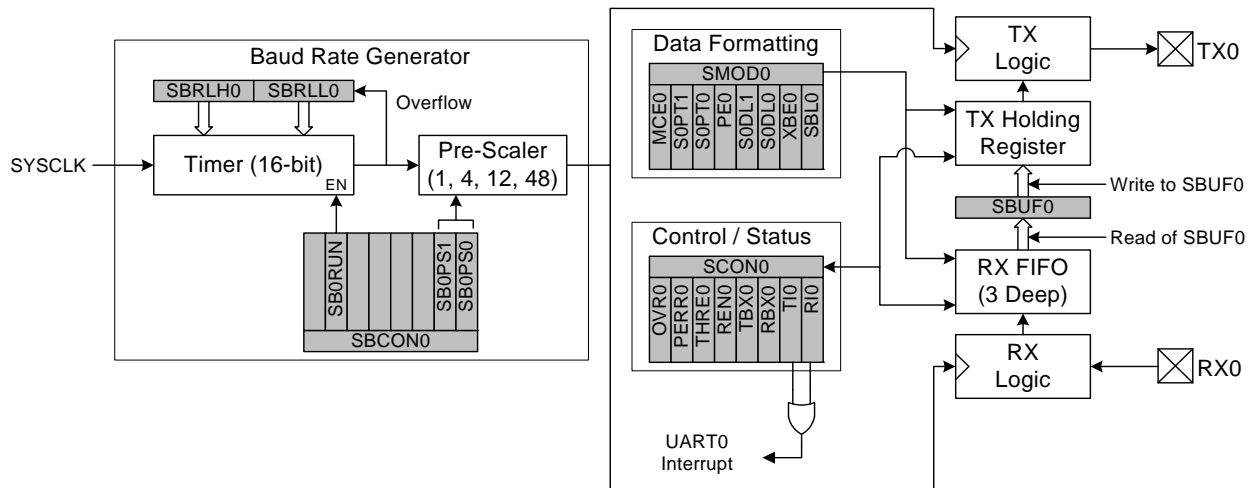 Baud Rate Generator
SBRLH0 SBRLL0
Overflow
SYSCLK
Timer (16-bit)
EN
Pre-Scaler
(1, 4, 12, 48)
SB0RUN
SB0PS1
SB0PS0
SBCON0
Data Formatting
SMOD0
MCE0
S0PT1
S0PT0
PE0
S0DL1
S0DL0
XBE0
SBL0
Control / Status
SCON0
OVR0
PERR0
THRE0
REN0
TBX0
RBX0
TI0
RI0
UART0
Interrupt
TX
Logic
TX0
TX Holding
Register
Write to SBUF0
SBUF0
Read of SBUF0
RX FIFO
(3 Deep)
RX
Logic
RX0